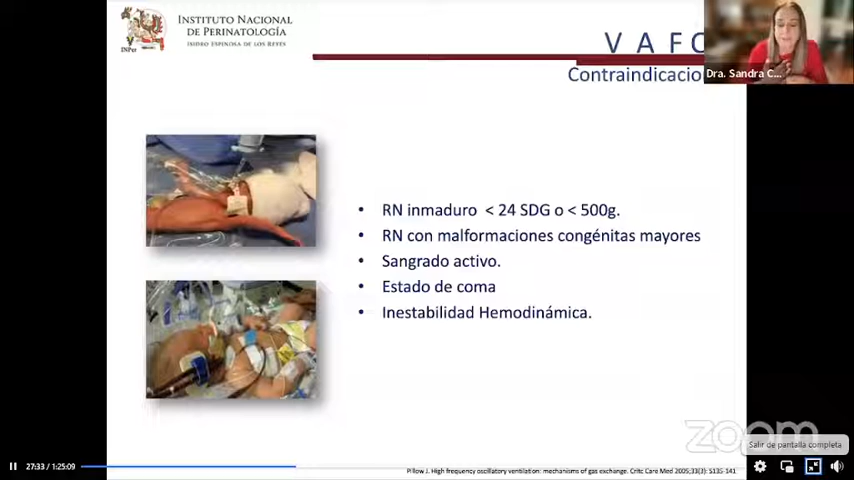 INSTITUTO NACIONAL
DE PERINATOLOGÍA
ISIDRO ESPINOSA DE LOS REYES
INPer
V A F O
Contraindicacio
Dra. Sandra C...
• RN inmaduro < 24 SDG o < 500g.
• RN con malformaciones congénitas mayores
• Sangrado activo.
• Estado de coma
• Inestabilidad Hemodinámica.
zoom
Salir de pantalla completa
27:33 / 1:25:09
Pillow J. High frequency oscillatory ventilation: mechanisms of gas exchange. Critc Care Med 2005;33(3): S135-141